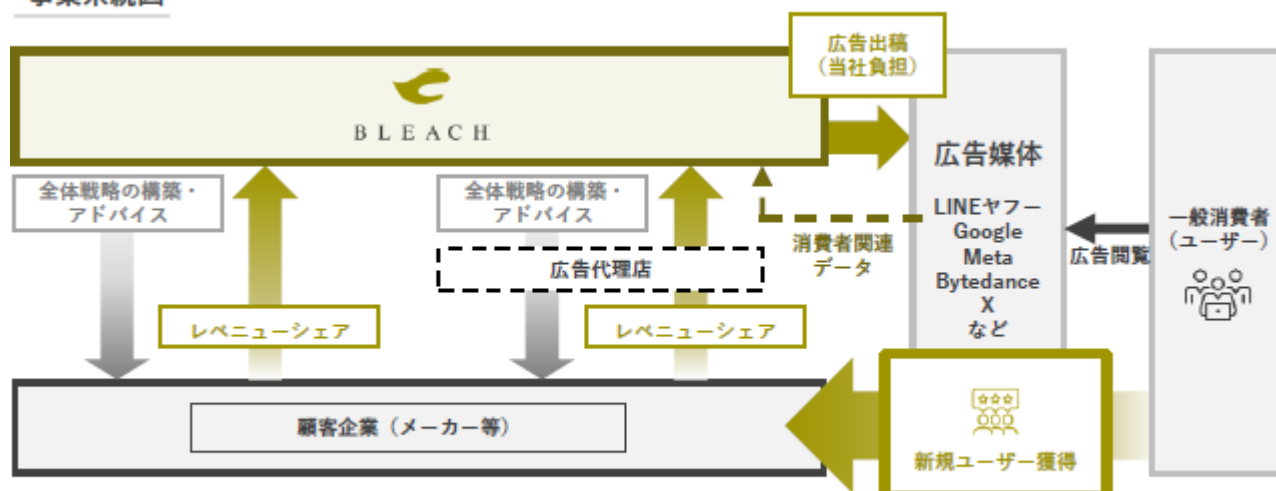 広告出稿
(当社負担)
BLEACH
全体戦略の構築・
アドバイス
全体戦略の構築・
アドバイス
広告代理店
レベニューシェア
レベニューシェア
消費者関連
データ
広告媒体
LINEヤフー
Google
Meta
Bytedance
X
など
広告閲覧
一般消費者
(ユーザー)
顧客企業(メーカー等)
新規ユーザー獲得